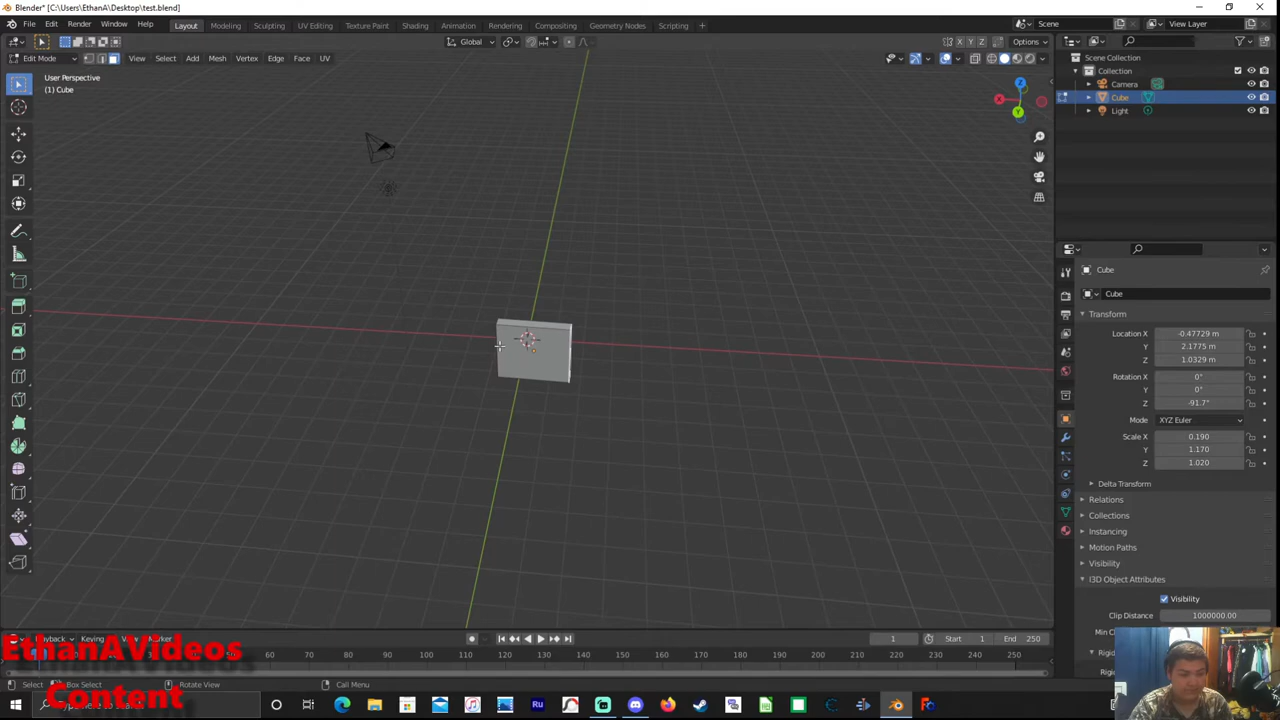 Blender* [C:\Users\EthanA\Desktop\test.blend]
File Edit Render Window Help Layout Modeling Sculpting UV Editing Texture Paint Shading Animation Rendering Compositing Geometry Nodes Scripting + Scene View Layer
Global Options
X Y Z
Edit Mode View Select Add Mesh Vertex Edge Face UV
User Perspective
(1) Cube
Scene Collection
Collection
Camera
Cube
Light
X
Y
Z
Cube
Cube
Transform
Location X -0.47729 m
Y 2.1775 m
Z 1.0329 m
Rotation X 0°
Y 0°
Z -91.7°
Mode XYZ Euler
Scale X 0.190
Y 1.170
Z 1.020
Delta Transform
Relations
Collections
Instancing
Motion Paths
Visibility
I3D Object Attributes
Visibility
Clip Distance 1000000.00
Min C
Rigid
Rigid
Playback Keying View Marker 1 Start 1 End 250
60 70 80 90 100 110 120 130 140 150 160 170 180 190 200 210 220 230 240 250
EthanAVideos
Content
Select Box Select Rotate View Call Menu